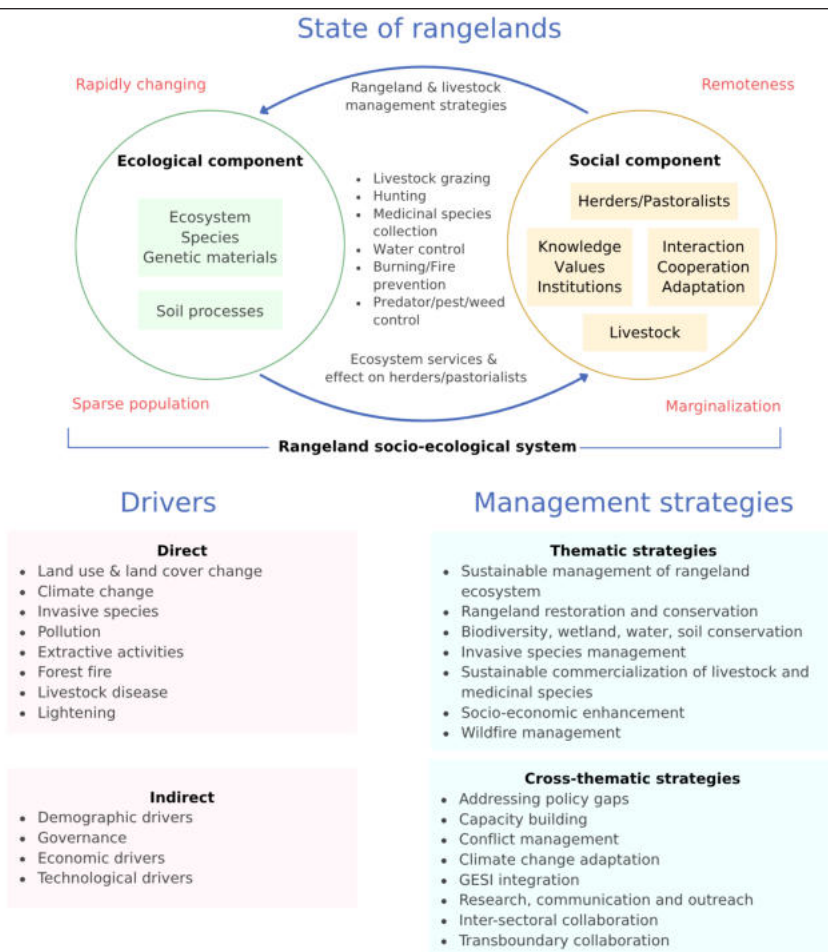 State of rangelands
Rapidly changing
Remoteness
Rangeland & livestock
management strategies
Ecological component
Ecosystem
Species
Genetic materials
Soil processes
• Livestock grazing
• Hunting
• Medicinal species
collection
• Water control
• Burning/Fire
prevention
• Predator/pest/weed
control
Social component
Herders/Pastoralists
Knowledge
Values
Institutions
Interaction
Cooperation
Adaptation
Livestock
Ecosystem services &
effect on herders/pastorialists
Sparse population
Marginalization
Rangeland socio-ecological system
Drivers
Direct
• Land use & land cover change
• Climate change
• Invasive species
• Pollution
• Extractive activities
• Forest fire
• Livestock disease
• Lightening
Indirect
• Demographic drivers
• Governance
• Economic drivers
• Technological drivers
Management strategies
Thematic strategies
• Sustainable management of rangeland
ecosystem
• Rangeland restoration and conservation
• Biodiversity, wetland, water, soil conservation
• Invasive species management
• Sustainable commercialization of livestock and
medicinal species
• Socio-economic enhancement
• Wildfire management
Cross-thematic strategies
• Addressing policy gaps
• Capacity building
• Conflict management
• Climate change adaptation
• GESI integration
• Research, communication and outreach
• Inter-sectoral collaboration
• Transboundary collaboration